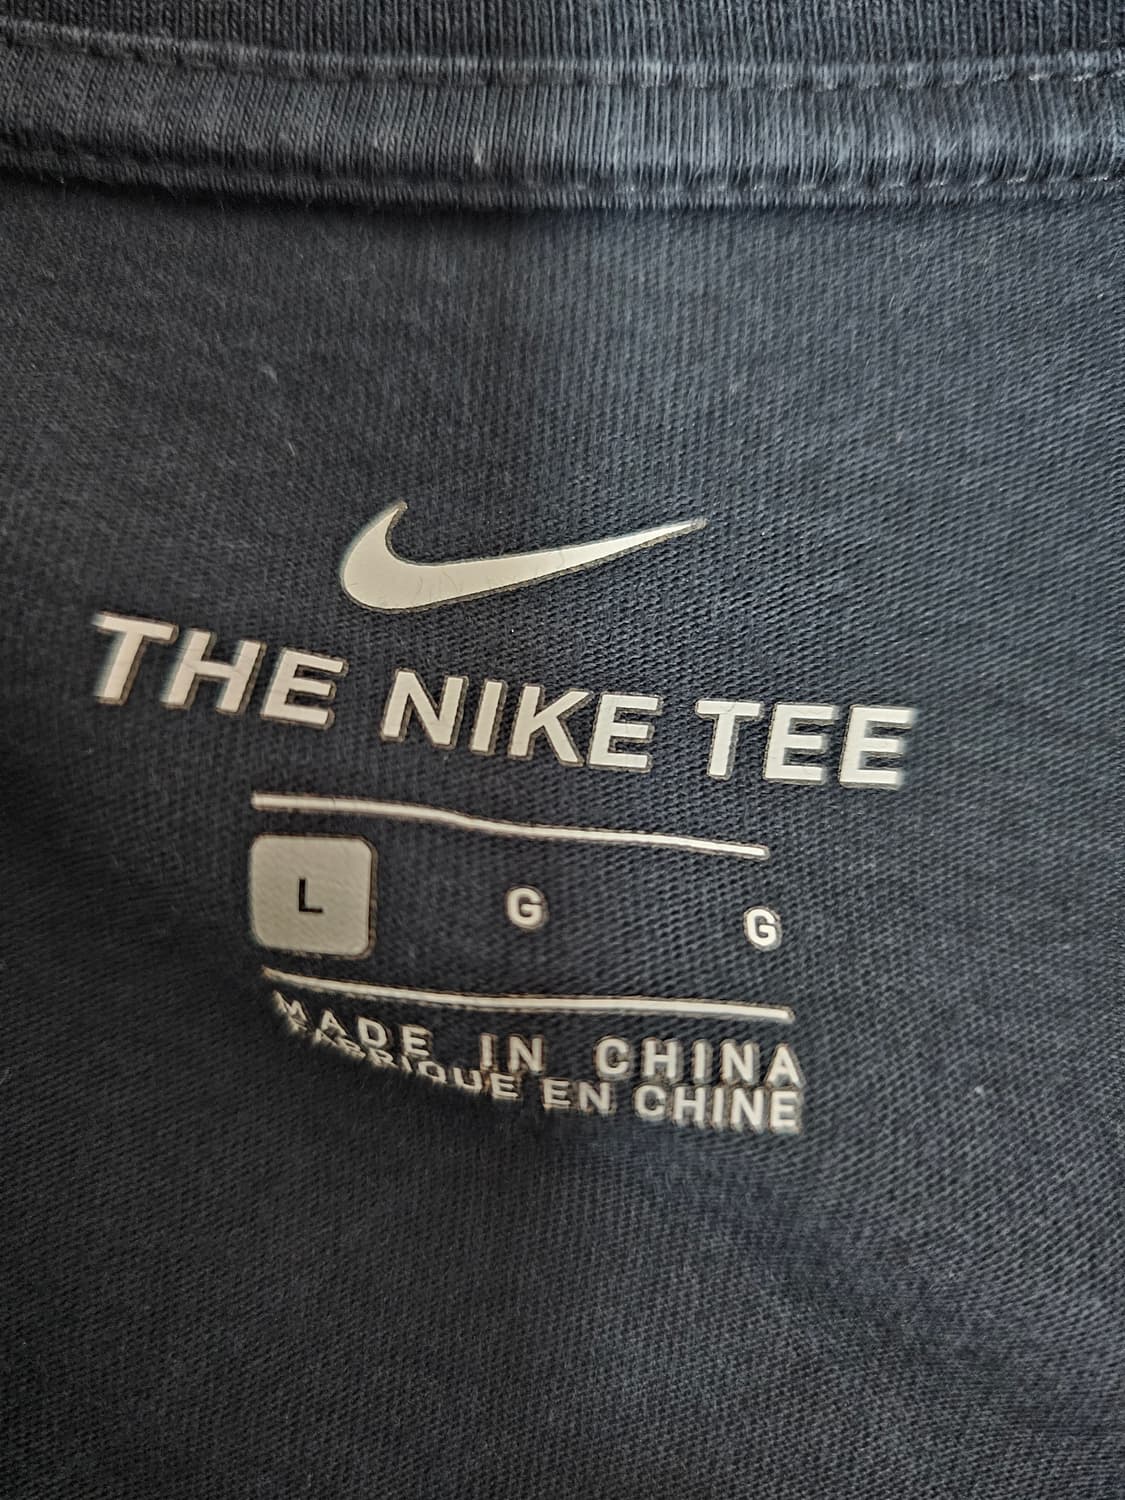 THE NIKE TEE
L G G
MADE IN CHINA
FABRIQUE EN CHINE